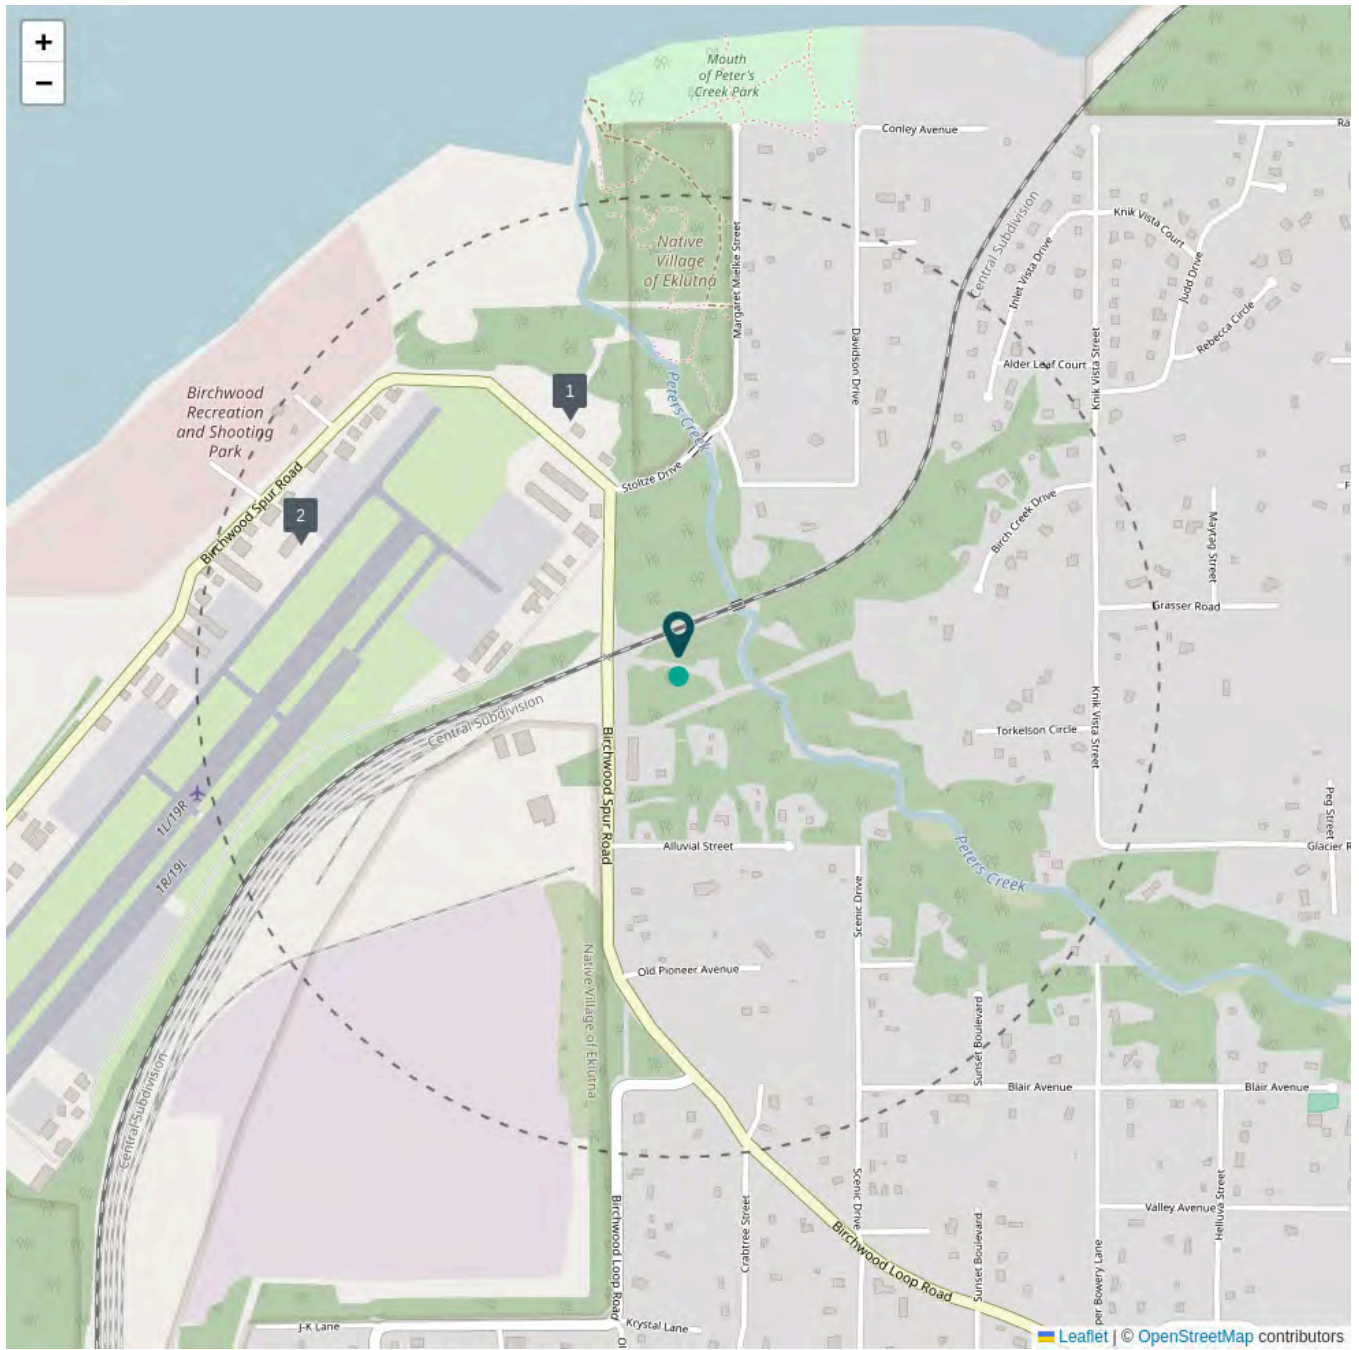 +
−
Mouth
of Peter's
Creek Park
Conley Avenue
Ra
Central Subdivision
Knik Vista Court
Inlet Vista Drive
Judd Drive
Native
Village
of Eklutna
Margaret Mielke Street
Rebecca Circle
Davidson Drive
Knik Vista Street
Alder Leaf Court
Peters Creek
1
Birchwood
Recreation
and Shooting
Park
Stoltze Drive
F
Birchwood Spur Road
2
Birch Creek Drive
Maytag Street
Grasser Road
Central Subdivision
Knik Vista Street
Torkelson Circle
Birchwood Spur Road
1L/19R
1R/19L
Peg Street
Alluvial Street
Glacier R
Peters Creek
Scenic Drive
Native Village of Eklutna
Old Pioneer Avenue
Sunset Boulevard
Central Subdivision
Blair Avenue
Blair Avenue
Scenic Drive
Helluva Street
Valley Avenue
Birchwood Loop Road
Crabtree Street
Sunset Boulevard
per Bowery Lane
Birchwood Loop Road
J-K Lane
Krystal Lane
Ol
Leaflet | © OpenStreetMap contributors